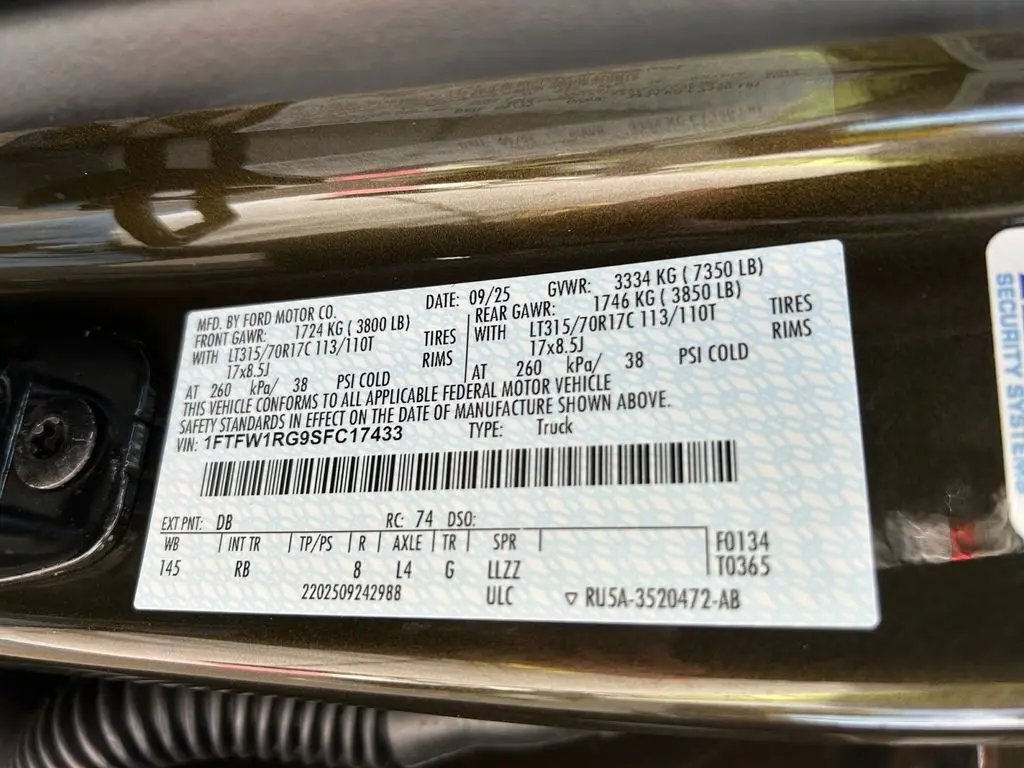 MFD. BY FORD MOTOR CO.
DATE: 09/25 GVWR: 3334 KG ( 7350 LB)
FRONT GAWR: 1724 KG ( 3800 LB)
WITH LT315/70R17C 113/110T TIRES
17x8.5J RIMS
AT 260 kPa/ 38 PSI COLD
REAR GAWR: 1746 KG ( 3850 LB)
WITH LT315/70R17C 113/110T TIRES
17x8.5J RIMS
AT 260 kPa/ 38 PSI COLD
THIS VEHICLE CONFORMS TO ALL APPLICABLE FEDERAL MOTOR VEHICLE
SAFETY STANDARDS IN EFFECT ON THE DATE OF MANUFACTURE SHOWN ABOVE.
VIN: 1FTFW1RG9SFC17433 TYPE: Truck
EXT PNT: DB RC: 74 DSO:
WB INT TR TP/PS R AXLE TR SPR F0134
145 RB 8 L4 G LLZZ T0365
2202509242988 ULC RU5A-3520472-AB
SECURITY SYSTEMS